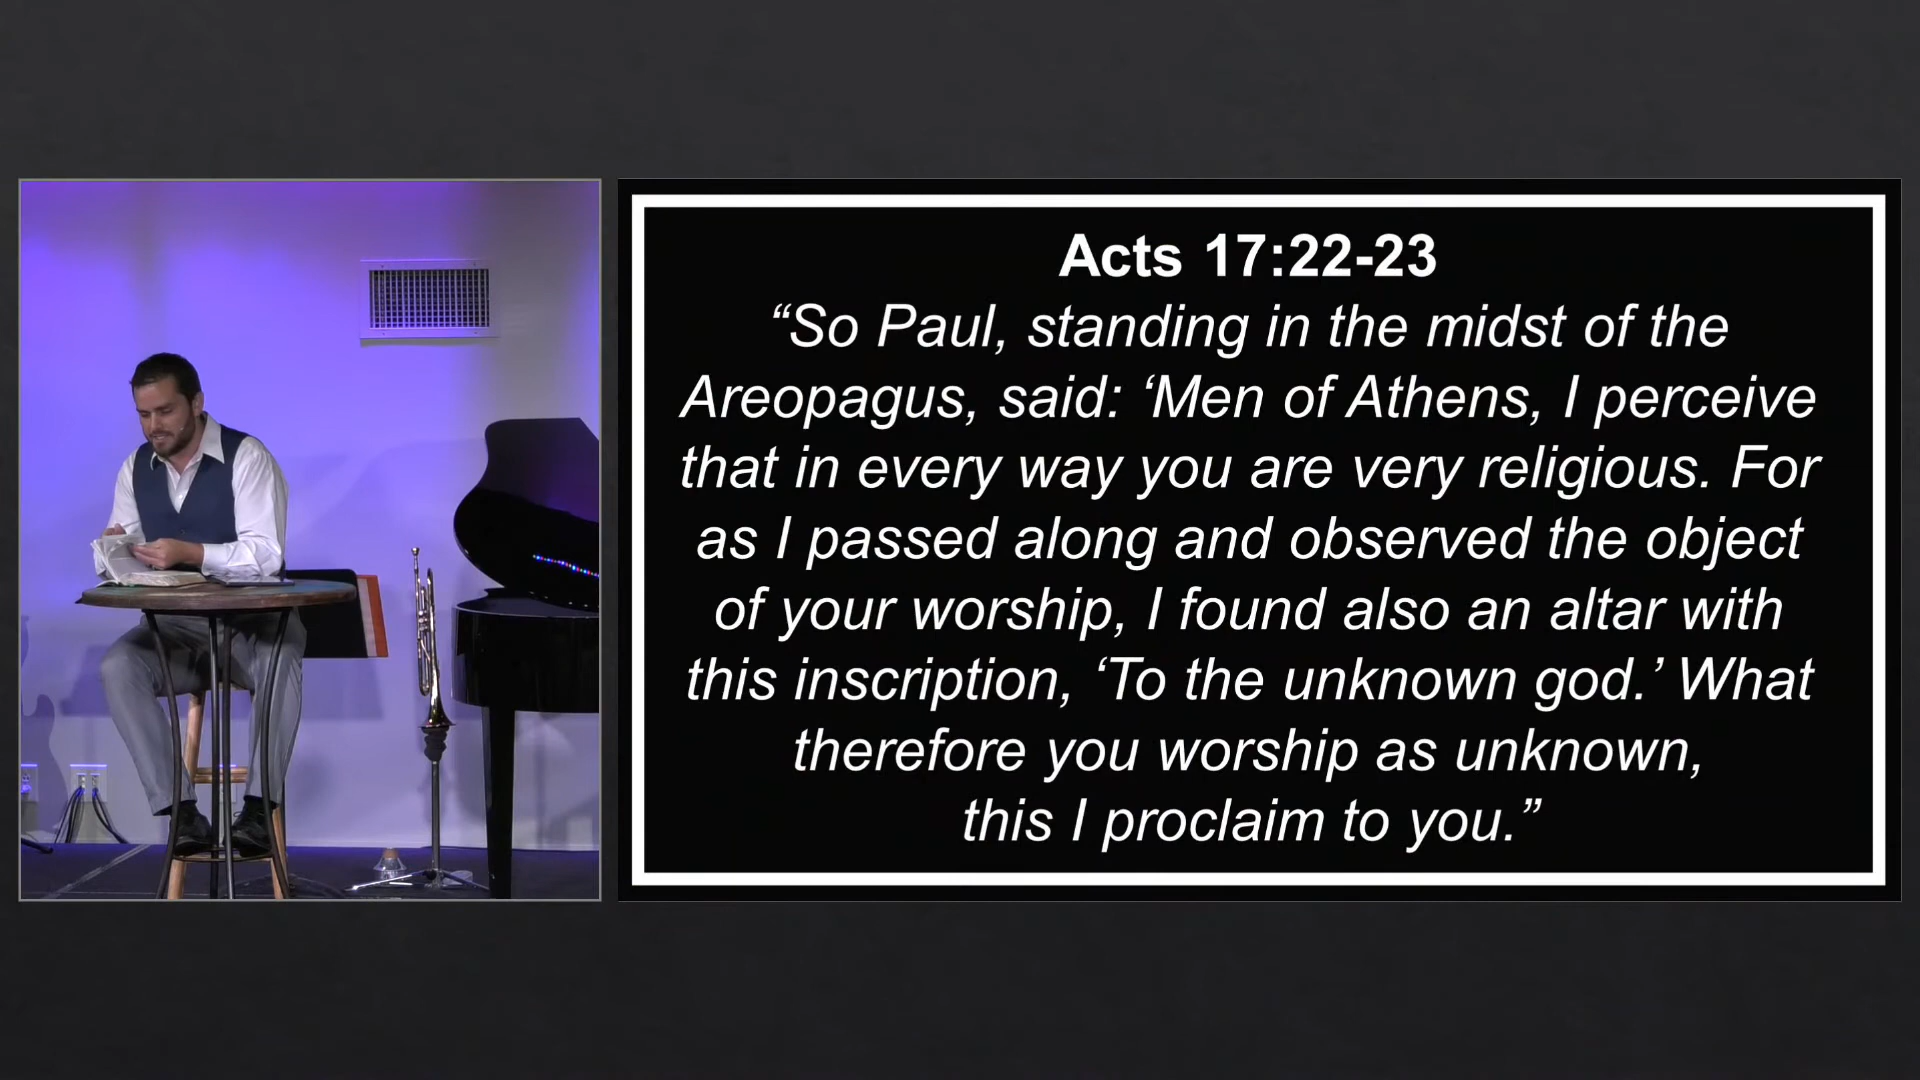 Acts 17:22-23
“So Paul, standing in the midst of the
Areopagus, said: ‘Men of Athens, I perceive
that in every way you are very religious. For
as I passed along and observed the object
of your worship, I found also an altar with
this inscription, ‘To the unknown god.’ What
therefore you worship as unknown,
this I proclaim to you.”